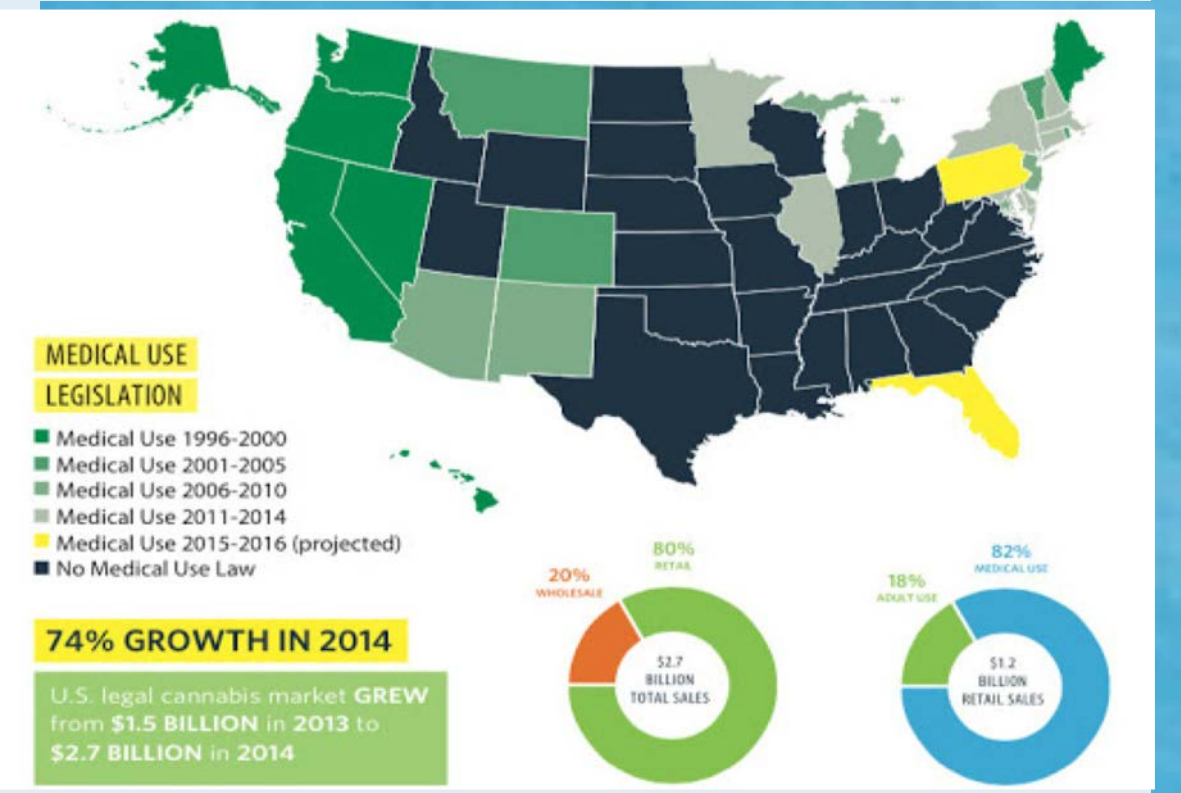 MEDICAL USE
LEGISLATION
Medical Use 1996-2000
Medical Use 2001-2005
Medical Use 2006-2010
Medical Use 2011-2014
Medical Use 2015-2016 (projected)
No Medical Use Law
74% GROWTH IN 2014
U.S. legal cannabis market GREW
from $1.5 BILLION in 2013 to
$2.7 BILLION in 2014
80%
RETAIL
20%
WHOLESALE
$2.7
BILLION
TOTAL SALES
82%
MEDICAL USE
18%
ADULT USE
$1.2
BILLION
RETAIL SALES